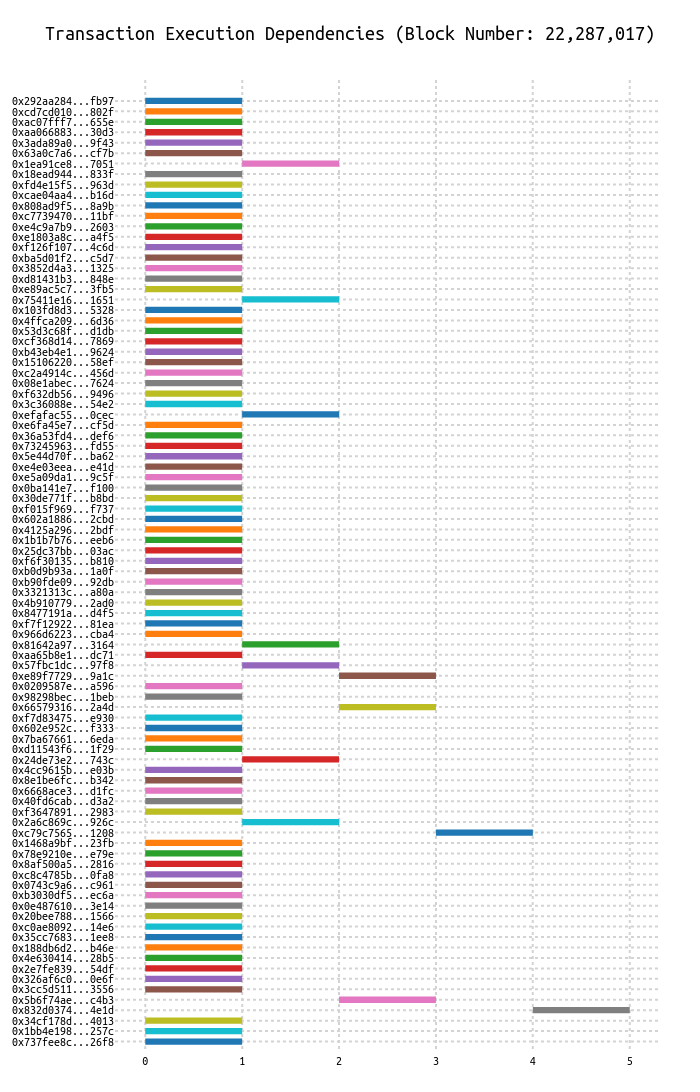 Transaction Execution Dependencies (Block Number: 22,287,017)
0x292aa284...fb97
0xcd7cd010...802f
0xac07fff7...655e
0xaa066883...30d3
0x3ada89a0...9f43
0x63a0c7a6...cf7b
0x1ea91ce8...7051
0x18ead944...833f
0xfd4e15f5...963d
0xcae04aa4...b16d
0x808ad9f5...8a9b
0xc7739470...11bf
0xe4c9a7b9...2603
0xe1803a8c...a4f5
0xf126f107...4c6d
0xba5d01f2...c5d7
0x3852d4a3...1325
0xd81431b3...848e
0xe89ac5c7...3fb5
0x75411e16...1651
0x103fd8d3...5328
0x4ffca209...6d36
0x53d3c68f...d1db
0xcf368d14...7869
0xb43eb4e1...9624
0x15106220...58ef
0xc2a4914c...456d
0x08e1abec...7624
0xf632db56...9496
0x3c36088e...54e2
0xefafac55...0cec
0xe6fa45e7...cf5d
0x36a53fd4...def6
0x73245963...fd55
0x5e44d70f...ba62
0xe4e03eea...e41d
0xe5a09da1...9c5f
0x0ba141e7...f100
0x30de771f...b8bd
0xf015f969...f737
0x602a1886...2cbd
0x4125a296...2bdf
0x1b1b7b76...eeb6
0x25dc37bb...03ac
0xf6f30135...b810
0xb0d9b93a...1a0f
0xb90fde09...92db
0x3321313c...a80a
0x4b910779...2ad0
0x8477191a...d4f5
0xf7f12922...81ea
0x966d6223...cba4
0x81642a97...3164
0xaa65b8e1...dc71
0x57fbc1dc...97f8
0xe89f7729...9a1c
0x0209587e...a596
0x98298bec...1beb
0x66579316...2a4d
0xf7d83475...e930
0x602e952c...f333
0x7ba67661...6eda
0xd11543f6...1f29
0x24de73e2...743c
0x4cc9615b...e03b
0x8e1be6fc...b342
0x6668ace3...d1fc
0x40fd6cab...d3a2
0xf3647891...2983
0x2a6c869c...926c
0xc79c7565...1208
0x1468a9bf...23fb
0x78e9210e...e79e
0x8af500a5...2816
0xc8c4785b...0fa8
0x0743c9a6...c961
0xb3030df5...ec6a
0x0e487610...3e14
0x20bee788...1566
0xc0ae8092...14e6
0x35cc7683...1ee8
0x188db6d2...b46e
0x4e630414...28b5
0x2e7fe839...54df
0x326af6c0...0e6f
0x3cc5d511...3556
0x5b6f74ae...c4b3
0x832d0374...4e1d
0x34cf178d...4013
0x1bb4e198...257c
0x737fee8c...26f8
0 1 2 3 4 5